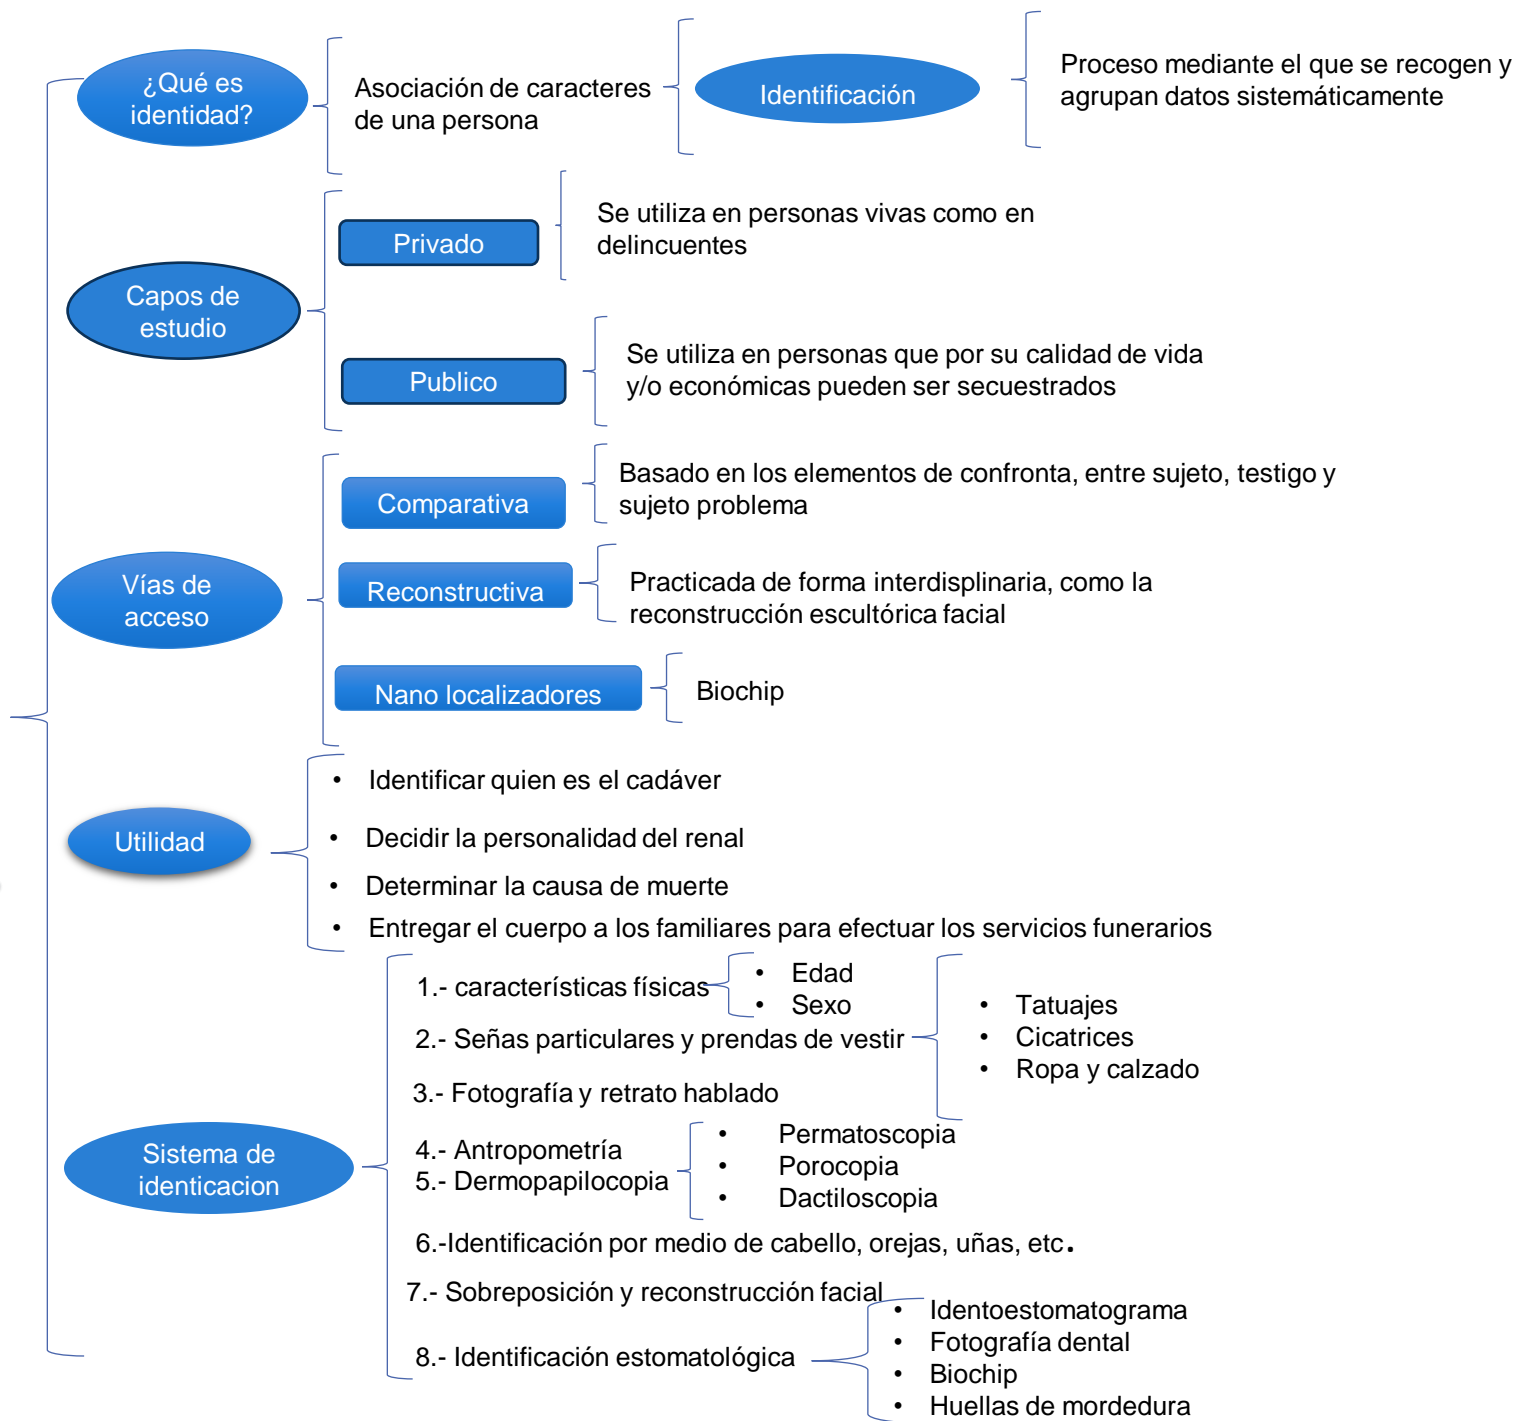 ¿Qué es
identidad?
Asociación de caracteres
de una persona
Identificación
Proceso mediante el que se recogen y
agrupan datos sistemáticamente
Capos de
estudio
Privado
Se utiliza en personas vivas como en
delincuentes
Publico
Se utiliza en personas que por su calidad de vida
y/o económicas pueden ser secuestrados
Vías de
acceso
Comparativa
Basado en los elementos de confronta, entre sujeto, testigo y
sujeto problema
Reconstructiva
Practicada de forma interdisplinaria, como la
reconstrucción escultórica facial
Nano localizadores
Biochip
Utilidad
• Identificar quien es el cadáver
• Decidir la personalidad del renal
• Determinar la causa de muerte
• Entregar el cuerpo a los familiares para efectuar los servicios funerarios
Sistema de
identicacion
1.- características físicas
• Edad
• Sexo
2.- Señas particulares y prendas de vestir
• Tatuajes
• Cicatrices
• Ropa y calzado
3.- Fotografía y retrato hablado
4.- Antropometría
5.- Dermopapilocopia
• Permatoscopia
• Porocopia
• Dactiloscopia
6.-Identificación por medio de cabello, orejas, uñas, etc.
7.- Sobreposición y reconstrucción facial
8.- Identificación estomatológica
• Identoestomatograma
• Fotografía dental
• Biochip
• Huellas de mordedura